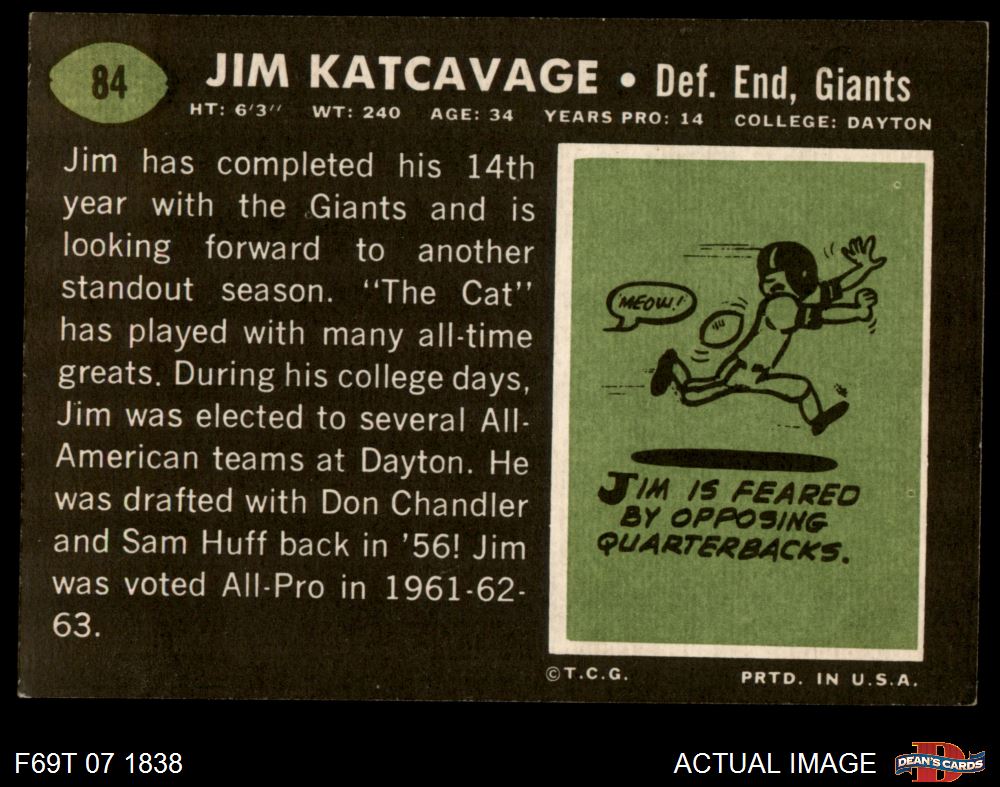 84
JIM KATCAVAGE • Def. End, Giants
HT: 6'3" WT: 240 AGE: 34 YEARS PRO: 14 COLLEGE: DAYTON
Jim has completed his 14th
year with the Giants and is
looking forward to another
standout season. "The Cat"
has played with many all-time
greats. During his college days,
Jim was elected to several All-
American teams at Dayton. He
was drafted with Don Chandler
and Sam Huff back in '56! Jim
was voted All-Pro in 1961-62-
63.
MEOW!
JIM IS FEARED
BY OPPOSING
QUARTERBACKS.
©T.C.G. PRTD. IN U.S.A.
F69T 07 1838 ACTUAL IMAGE
DEAN'S CARDS